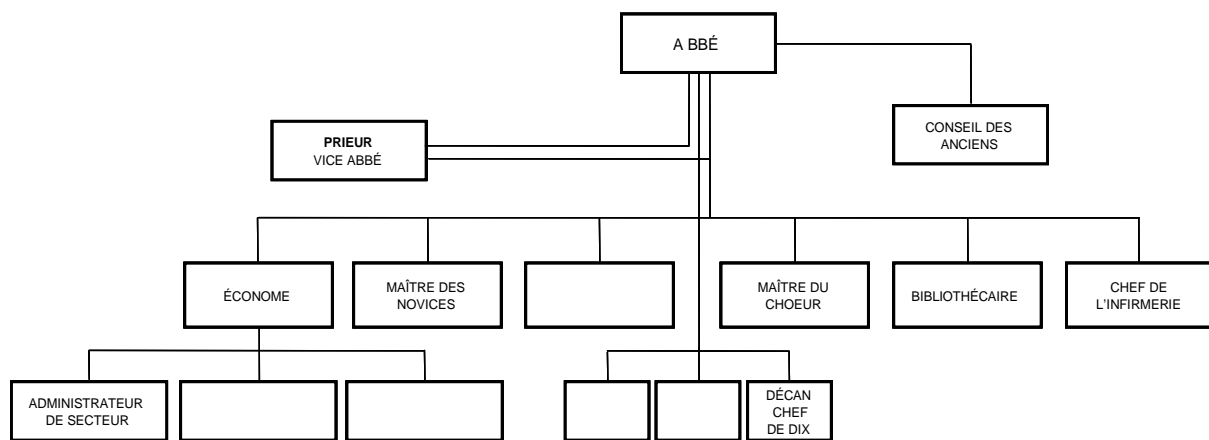 A BBÉ
CONSEIL DES
ANCIENS
PRIEUR
VICE ABBÉ
ÉCONOME
MAÎTRE DES
NOVICES
MAÎTRE DU
CHOEUR
BIBLIOTHÉCAIRE
CHEF DE
L'INFIRMERIE
ADMINISTRATEUR
DE SECTEUR
DÉCAN
CHEF
DE DIX